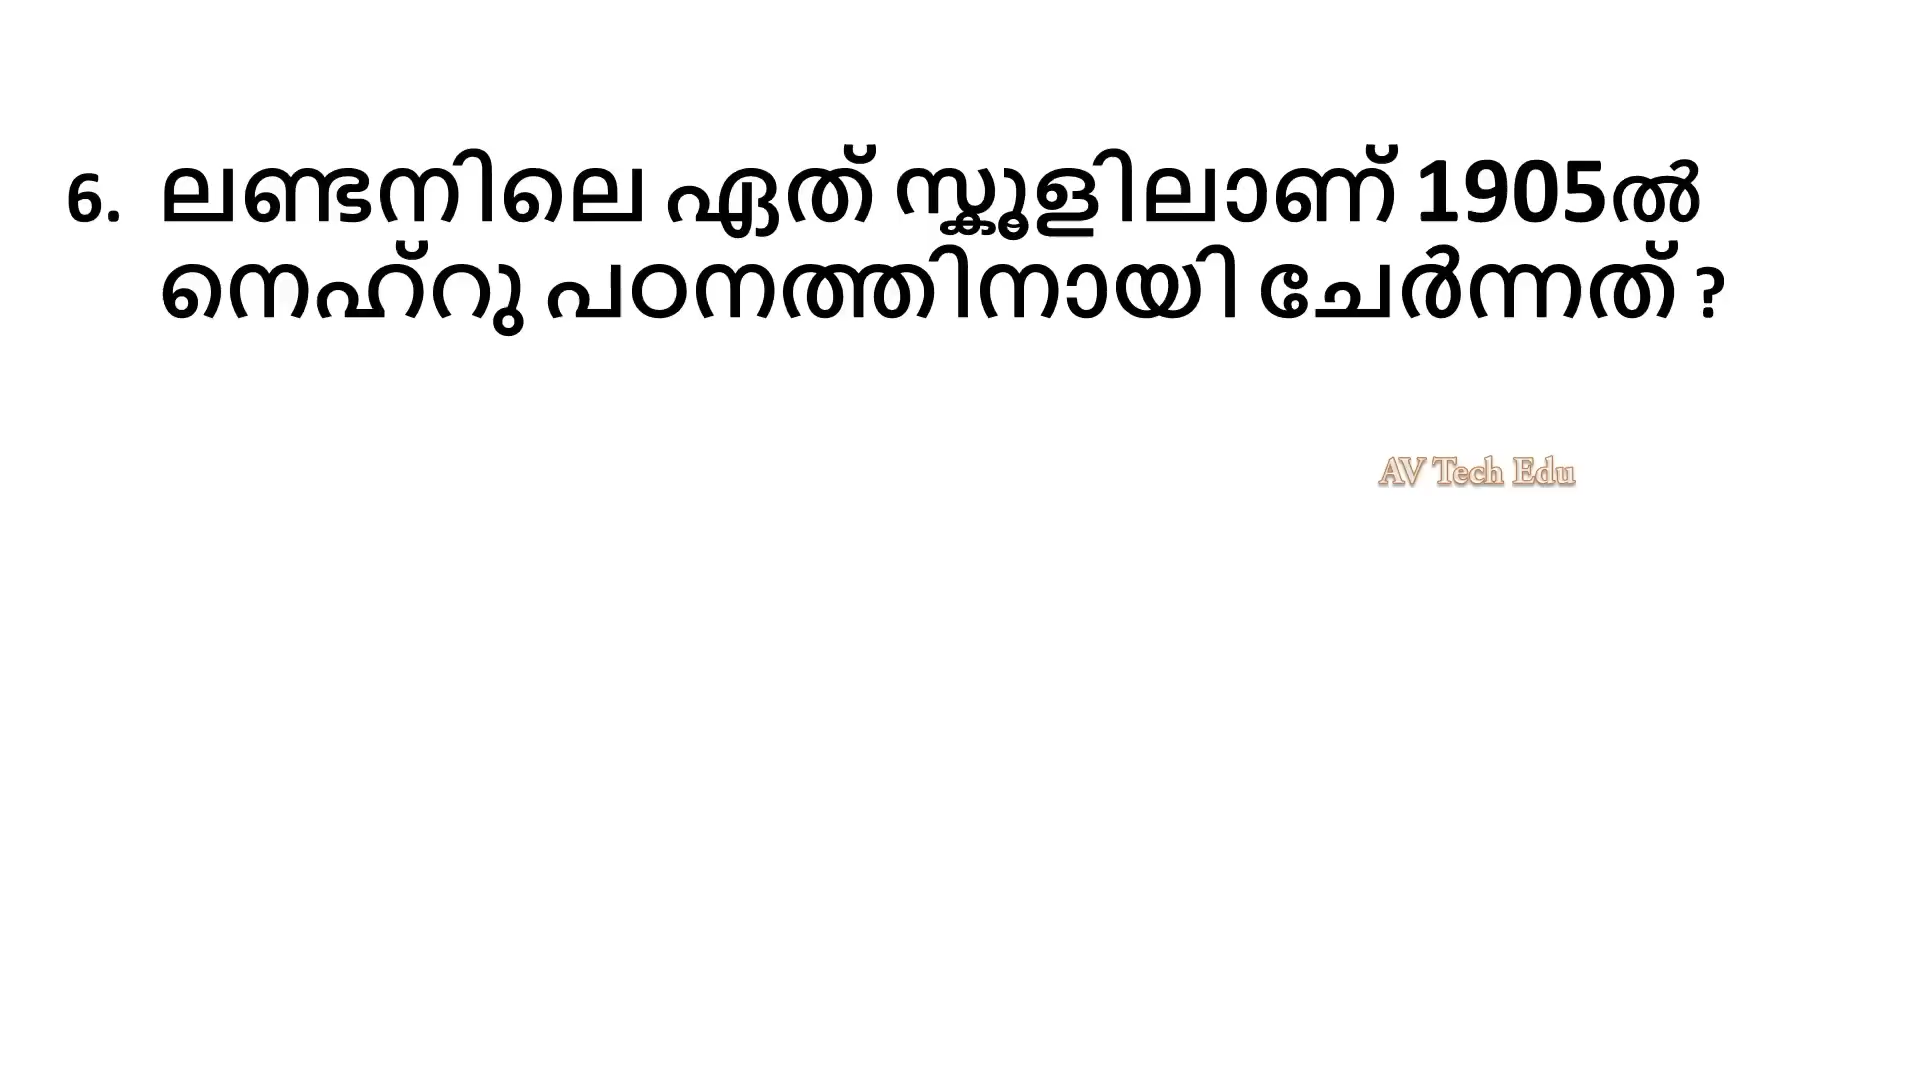 6. ലണ്ടനിലെ ഏത് സ്കൂളിലാണ് 1905ൽ
നെഹ്റു പഠനത്തിനായി ചേർന്നത് ?
AV Tech Edu